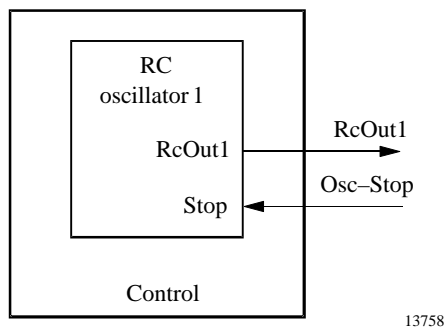 RC
oscillator 1
RcOut1
RcOut1
Osc–Stop
Stop
Control
13758